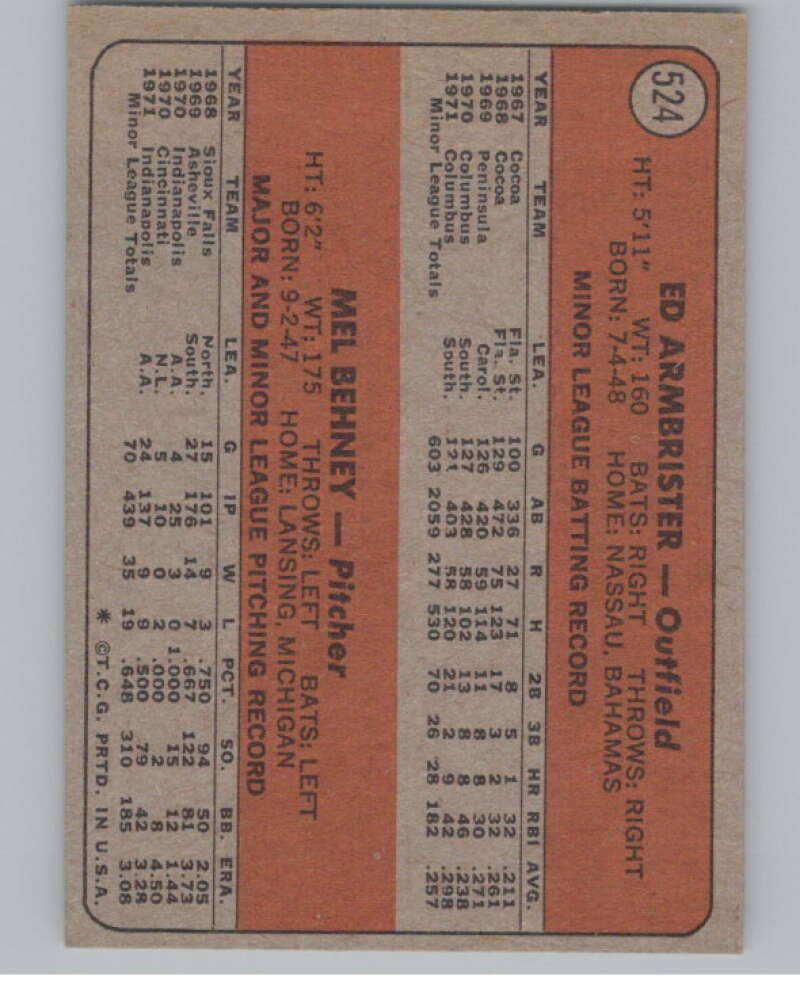 524
ED ARMBRISTER — Outfield
HT: 5'11" WT: 160 BATS: RIGHT THROWS: RIGHT
BORN: 7-4-48 HOME: NASSAU, BAHAMAS
MINOR LEAGUE BATTING RECORD
YEAR TEAM LEA. G AB R H 2B 3B HR RBI AVG.
1967 Cocoa Fla. St. 100 336 27 71 8 5 1 32 .211
1968 Cocoa Fla. St. 129 472 75 123 17 3 2 32 .261
1969 Peninsula Carol. 126 420 59 114 11 8 8 30 .271
1970 Columbus South. 127 428 58 102 13 8 8 46 .238
1971 Columbus South. 121 403 58 120 21 2 9 42 .298
Minor League Totals 603 2059 277 530 70 26 28 182 .257
MEL BEHNEY — Pitcher
HT: 6'2" WT: 175 THROWS: LEFT BATS: LEFT
BORN: 9-2-47 HOME: LANSING, MICHIGAN
MAJOR AND MINOR LEAGUE PITCHING RECORD
YEAR TEAM LEA. G IP W L PCT. SO. BB. ERA.
1968 Sioux Falls North. 15 101 9 3 .750 94 50 2.05
1969 Asheville South. 27 176 14 7 .667 122 81 3.73
1970 Indianapolis A.A. 4 25 3 0 1.000 15 12 1.44
1970 Cincinnati N.L. 5 10 0 2 .000 2 8 4.50
1971 Indianapolis A.A. 24 137 9 9 .500 79 42 3.28
Minor League Totals 70 439 35 19 .648 310 185 3.08
* ©T.C.G. PRTD. IN U.S.A.